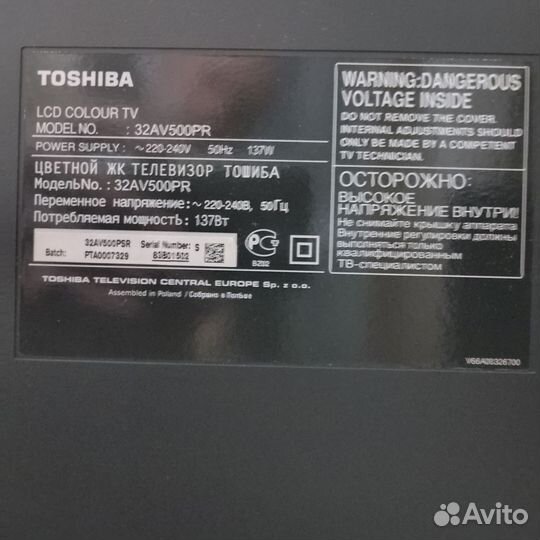 TOSHIBA
LCD COLOUR TV
MODEL NO. : 32AV500PR
POWER SUPPLY : ~220-240V 50Hz 137W
ЦВЕТНОЙ ЖК ТЕЛЕВИЗОР ТОШИБА
Модель№o. : 32AV500PR
Переменное напряжение: ~ 220-240В, 50Гц
Потребляемая мощность: 137Вт
32AV500PSR Serial Number: S
Batch: PTA0007329 83B01502
BZ02
TOSHIBA TELEVISION CENTRAL EUROPE Sp. z o.o.
Assembled in Poland / Собрано в Польше
WARNING:DANGEROUS
VOLTAGE INSIDE
DO NOT REMOVE THE COVER.
INTERNAL ADJUSTMENTS SHOULD
ONLY BE MADE BY A COMPETENT
TV TECHNICIAN.
ОСТОРОЖНО:
ВЫСОКОЕ
НАПРЯЖЕНИЕ ВНУТРИ!
Не снимайте крышку аппарата
Внутренние регулировки должны
выполняться только
квалифицированным
ТВ-специалистом
VG6A08326700
Avito